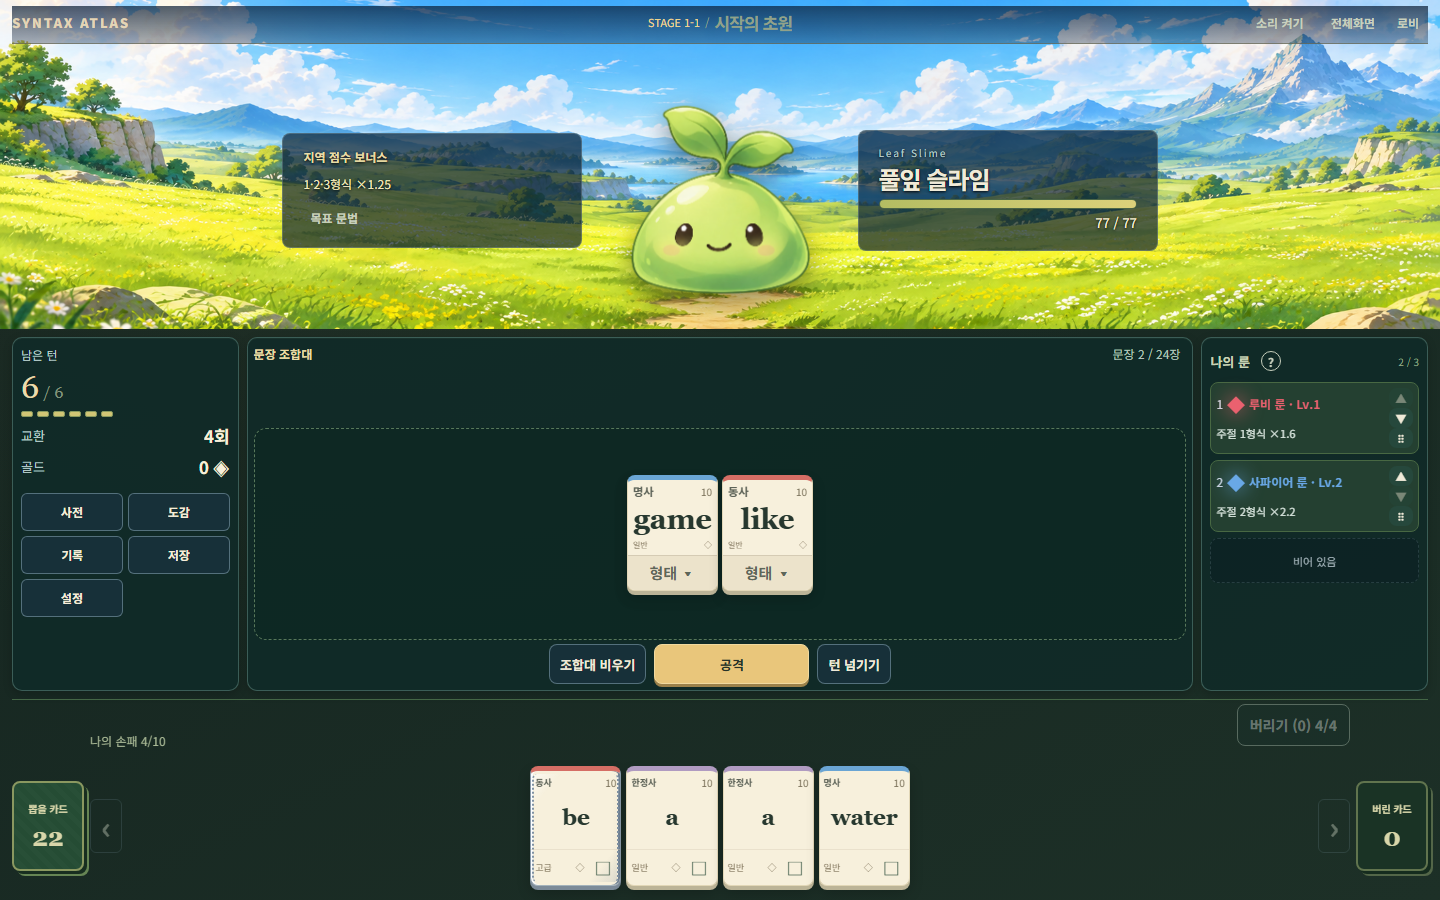 SYNTAX ATLAS
STAGE 1-1 / 시작의 초원
소리 켜기 전체화면 로비
지역 점수 보너스
1·2·3형식 ×1.25
목표 문법
Leaf Slime
풀잎 슬라임
77 / 77
남은 턴
6 / 6
교환 4회
골드 0
사전 도감
기록 저장
설정
문장 조합대 문장 2 / 24장
명사 10
game
일반
형태
동사 10
like
일반
형태
조합대 비우기 공격 턴 넘기기
나의 룬 ? 2 / 3
1 루비 룬 · Lv.1
주절 1형식 ×1.6
2 사파이어 룬 · Lv.2
주절 2형식 ×2.2
비어 있음
버리기 (0) 4/4
나의 손패 4/10
뽑을 카드
22
동사 10
be
고급
한정사 10
a
일반
한정사 10
a
일반
명사 10
water
일반
버린 카드
0